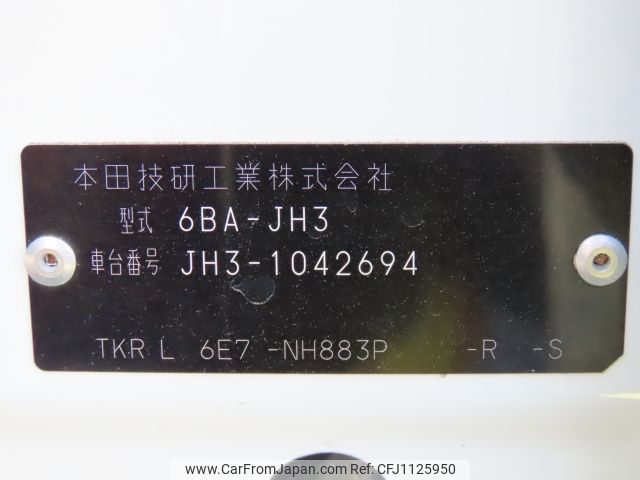 本田技研工業株式会社
型式 6BA-JH3
車台番号 JH3-1042694
TKR L 6E7 -NH883P -R -S
www.CarFromJapan.com ref:CFJ1125950